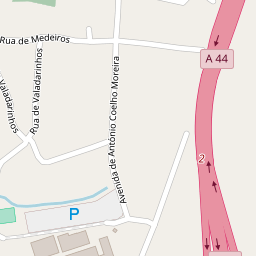 Rua de Medeiros
A 44
Valadarinhos
Rua de Valadarinhos
Avenida de António Coelho Moreira
2
P